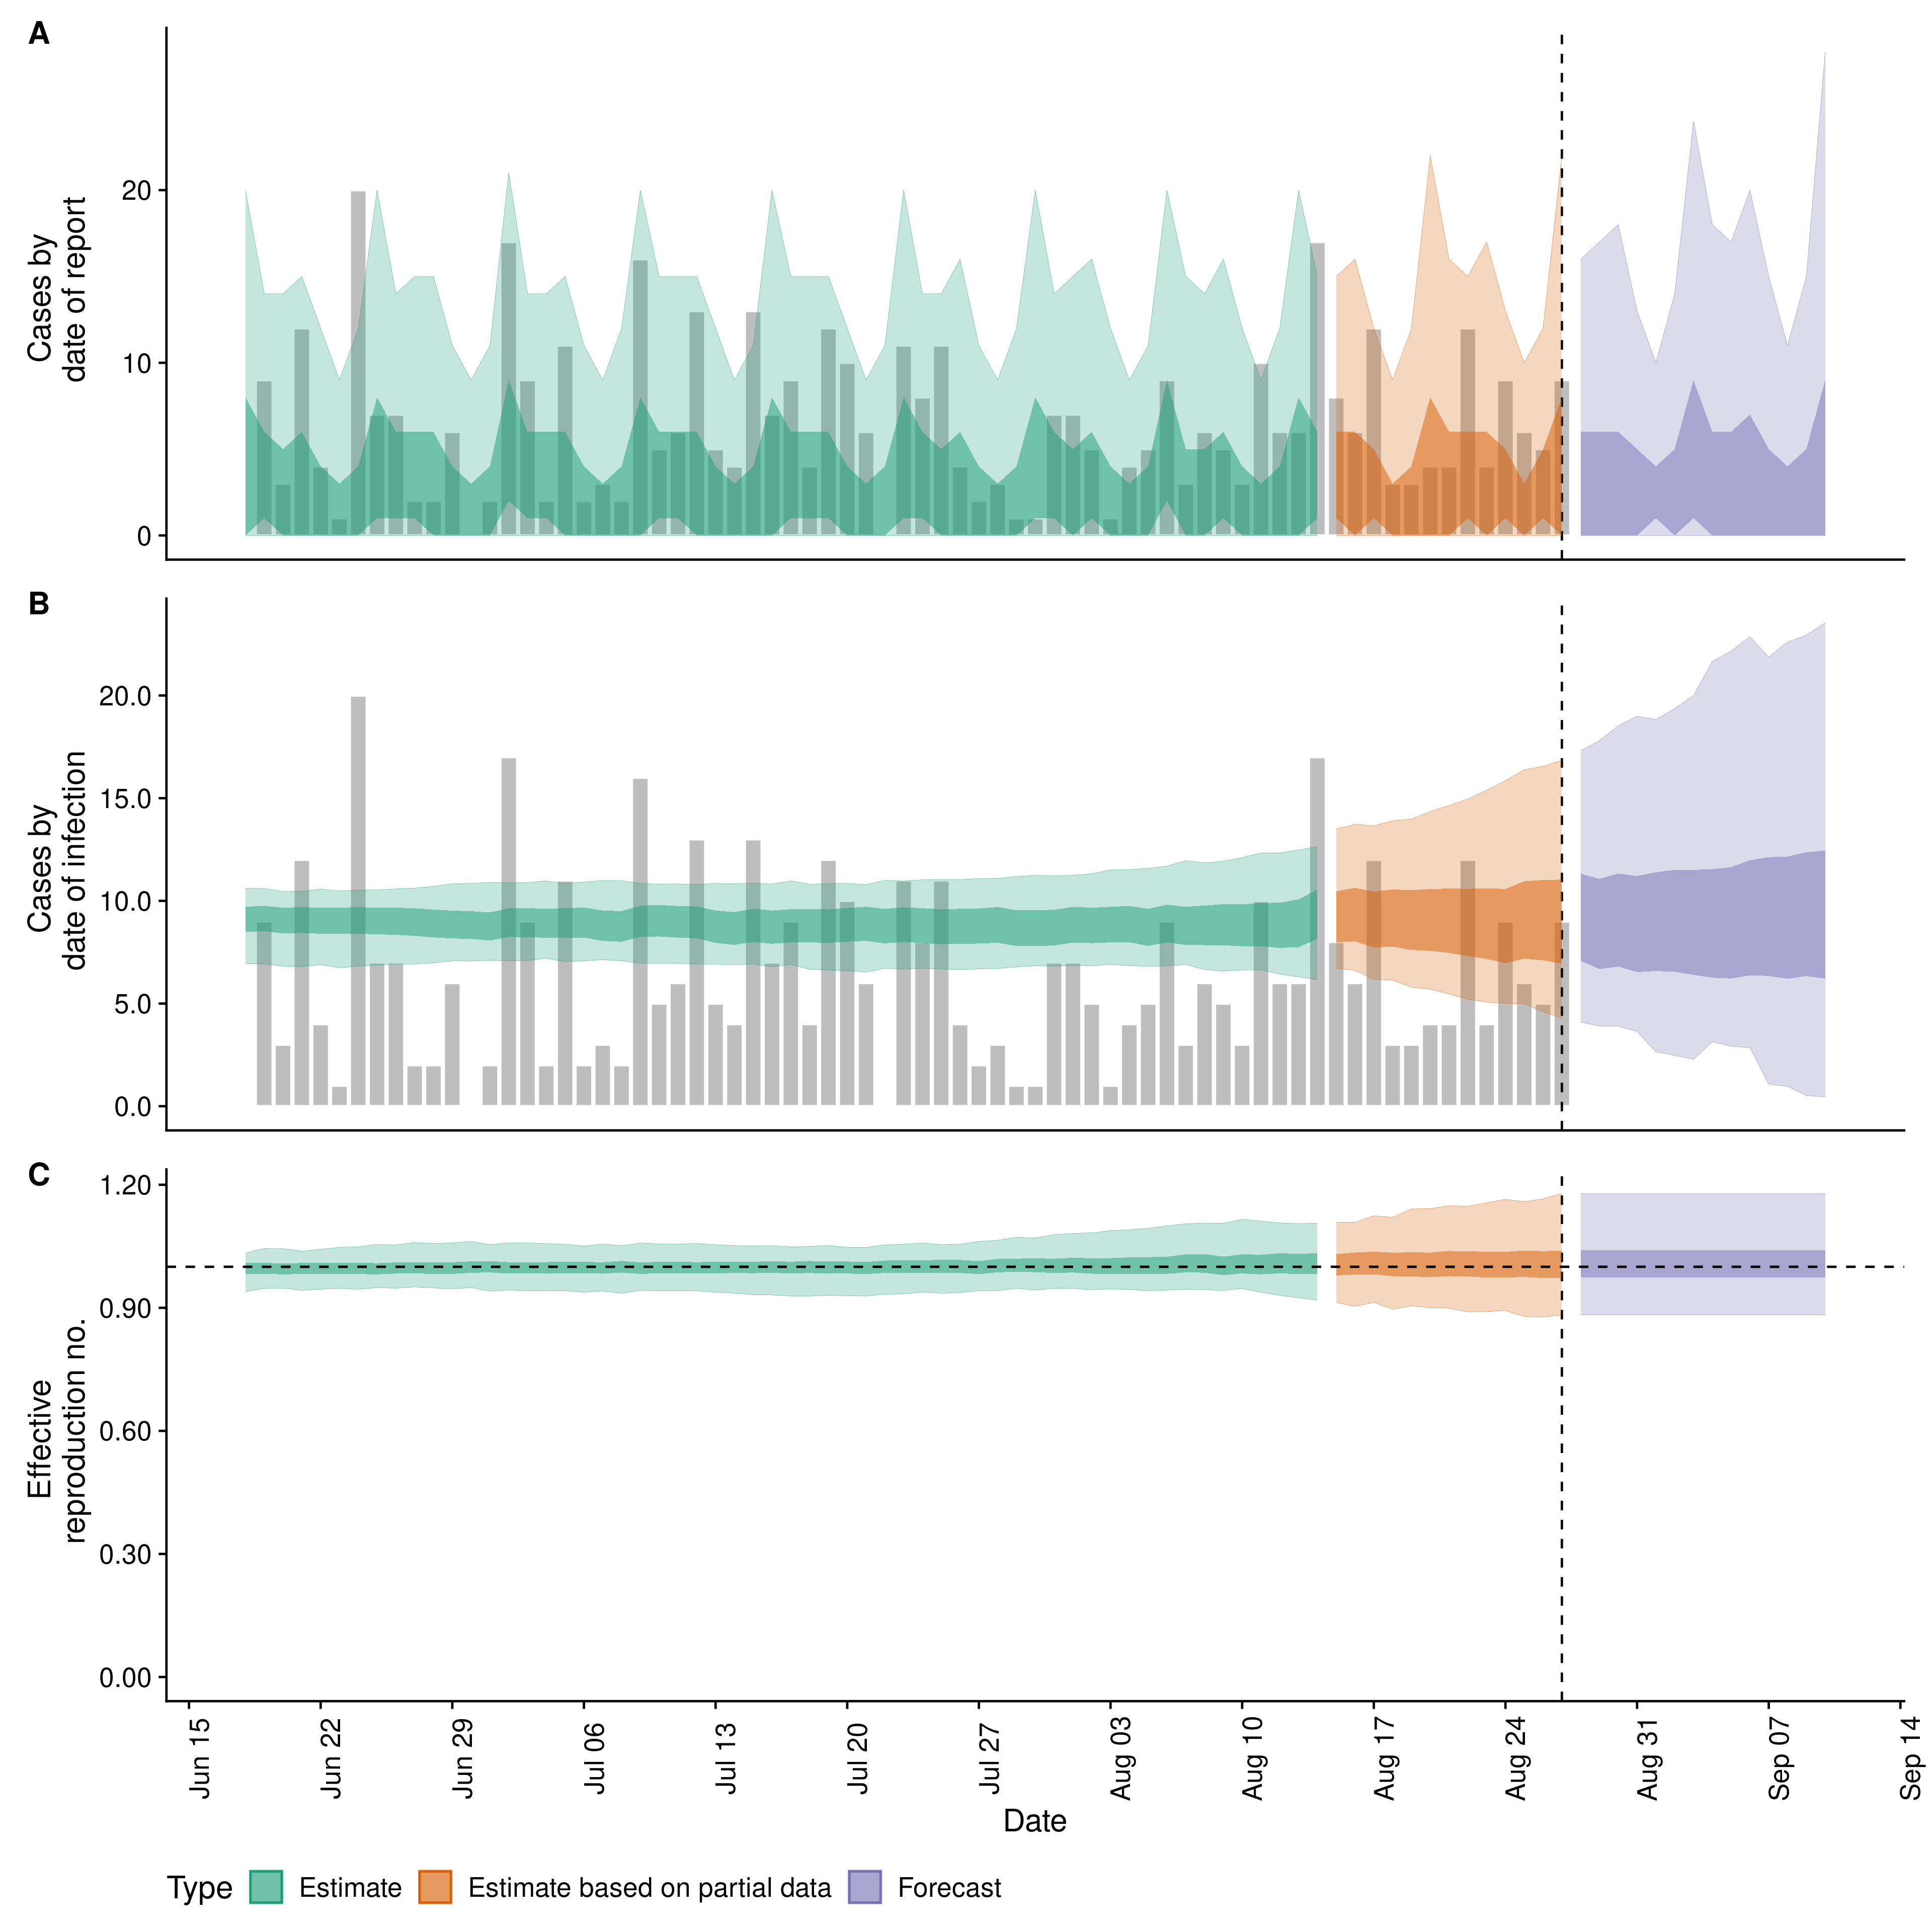 A
Cases by
date of report
20
10
0
B
Cases by
date of infection
20.0
15.0
10.0
5.0
0.0
C
Effective
reproduction no.
1.20
0.90
0.60
0.30
0.00
Jun 15
Jun 22
Jun 29
Jul 06
Jul 13
Jul 20
Jul 27
Aug 03
Aug 10
Aug 17
Aug 24
Aug 31
Sep 07
Sep 14
Date
Type Estimate Estimate based on partial data Forecast